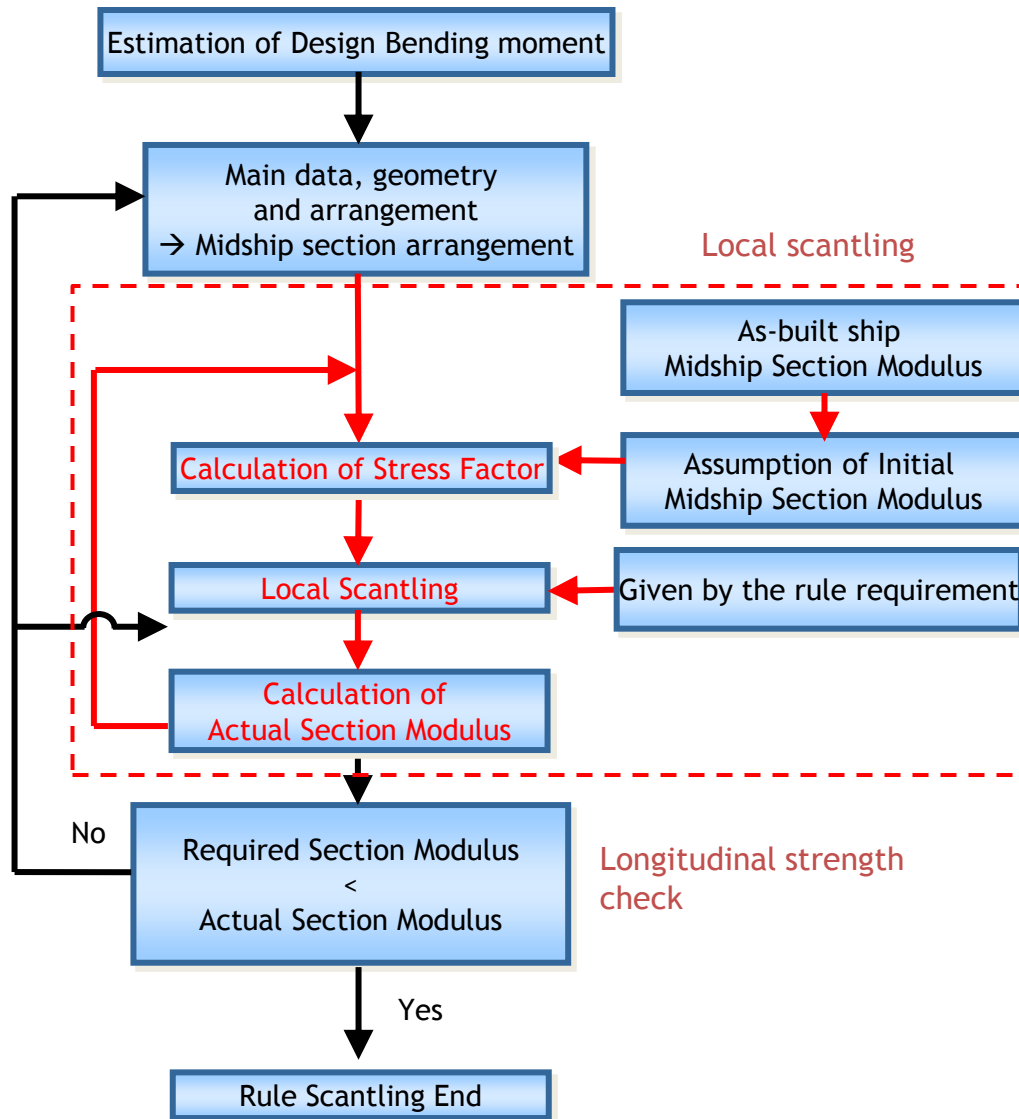 Estimation of Design Bending moment
Main data, geometry
and arrangement
→ Midship section arrangement
Local scantling
As-built ship
Midship Section Modulus
Calculation of Stress Factor
Assumption of Initial
Midship Section Modulus
Local Scantling
Given by the rule requirement
Calculation of
Actual Section Modulus
No
Required Section Modulus
<
Actual Section Modulus
Longitudinal strength
check
Yes
Rule Scantling End